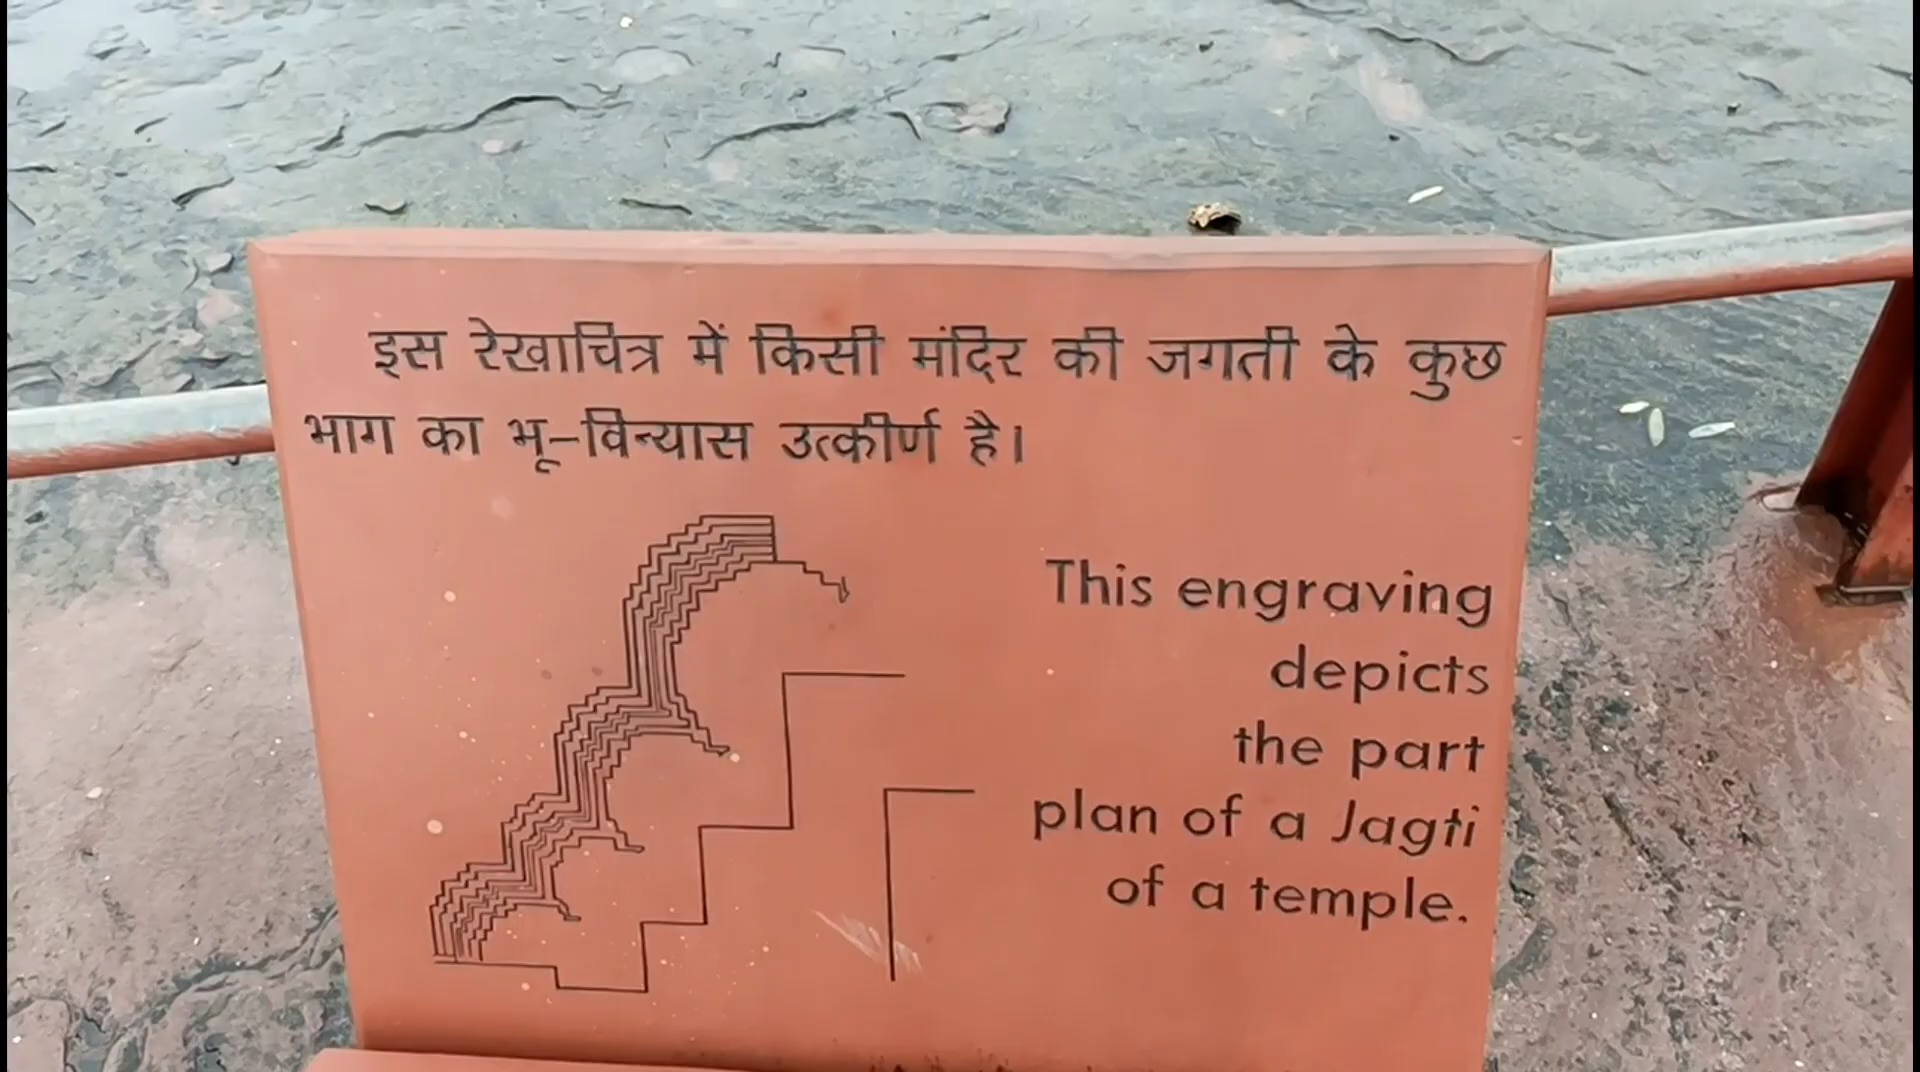 इस रेखाचित्र में किसी मंदिर की जगती के कुछ
भाग का भू-विन्यास उत्कीर्ण है।
This engraving
depicts
the part
plan of a Jagti
of a temple.